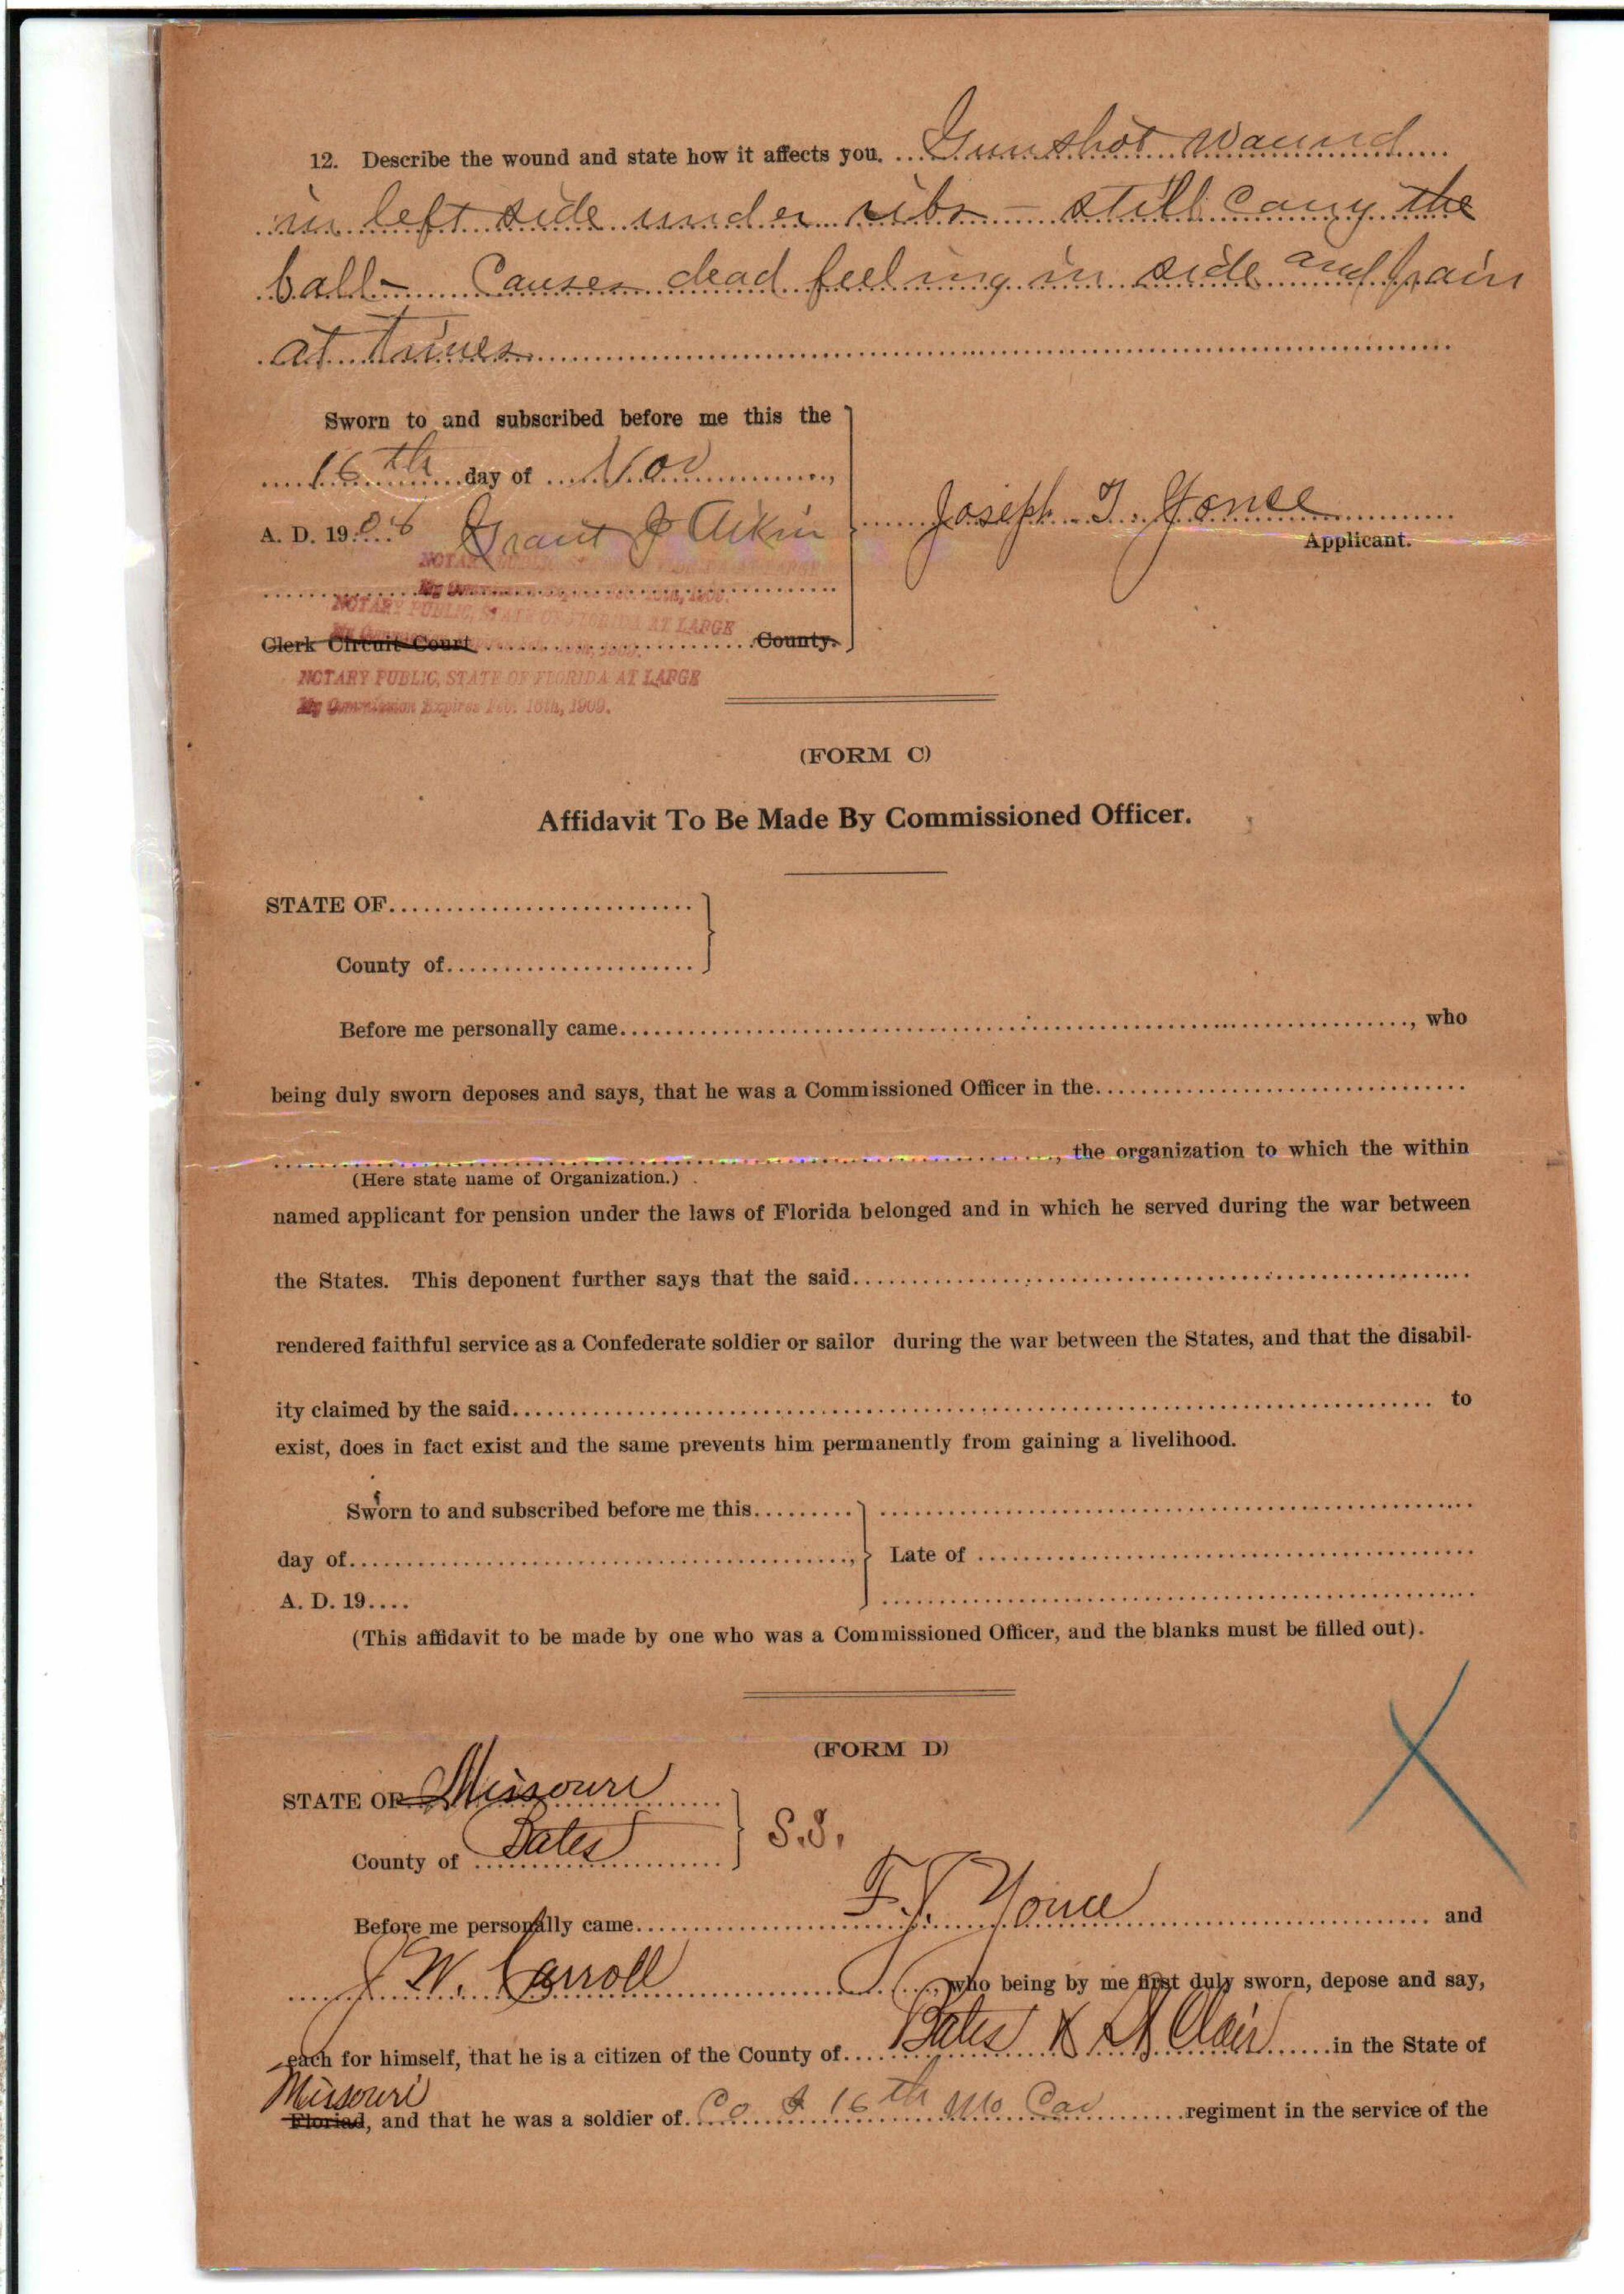 12. Describe the wound and state how it affects you. Gunshot wound
in left side under ribs — still carry the
ball — Causes dead feeling in side and pain
at times
Sworn to and subscribed before me this the
16th day of Nov,
A. D. 190 Grant J Aikin
Joseph T. Yonce
Applicant.
NOTARY PUBLIC, STATE OF FLORIDA AT LARGE
Clerk Circuit Court County.
NOTARY PUBLIC, STATE OF FLORIDA AT LARGE
My Commission Expires Feb. 16th, 1909.
(FORM C)
Affidavit To Be Made By Commissioned Officer.
STATE OF
County of
Before me personally came, who
being duly sworn deposes and says, that he was a Commissioned Officer in the
, the organization to which the within
(Here state name of Organization.)
named applicant for pension under the laws of Florida belonged and in which he served during the war between
the States. This deponent further says that the said
rendered faithful service as a Confederate soldier or sailor during the war between the States, and that the disabil-
ity claimed by the said to
exist, does in fact exist and the same prevents him permanently from gaining a livelihood.
Sworn to and subscribed before me this
day of,
Late of
A. D. 19....
(This affidavit to be made by one who was a Commissioned Officer, and the blanks must be filled out).
(FORM D)
STATE OF Missouri
County of Bates
S.S.
Before me personally came F. J. Yonce and
J W. Carroll, who being by me first duly sworn, depose and say,
each for himself, that he is a citizen of the County of Bates & St Clair in the State of
Missouri
Floriad, and that he was a soldier of Co. I 16th Mo Cav regiment in the service of the